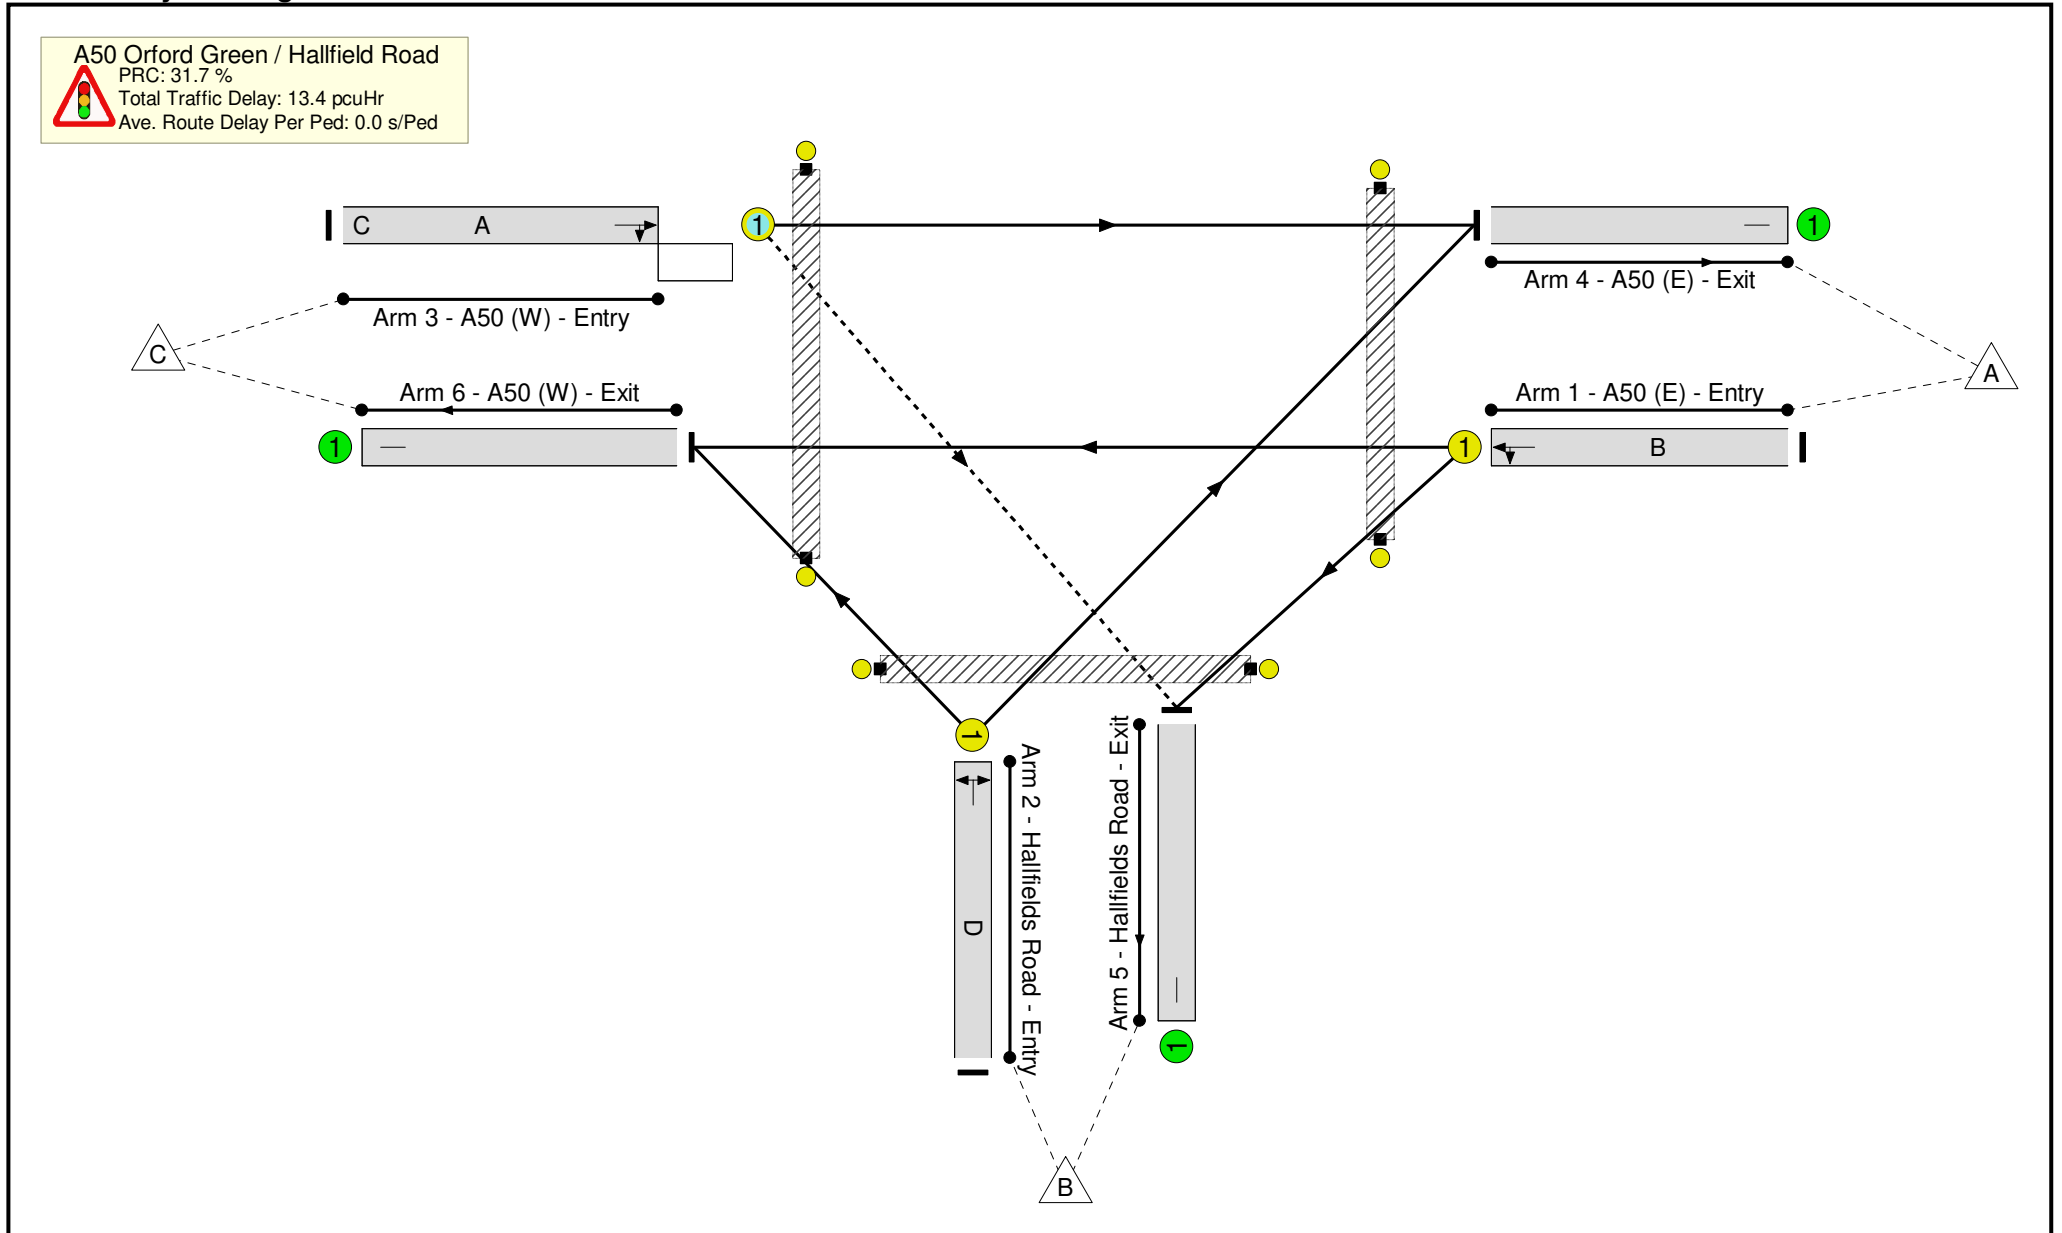 A50 Orford Green / Hallfield Road
PRC: 31.7 %
Total Traffic Delay: 13.4 pcuHr
Ave. Route Delay Per Ped: 0.0 s/Ped
C A
1
1
Arm 4 - A50 (E) - Exit
Arm 3 - A50 (W) - Entry
C
A
Arm 6 - A50 (W) - Exit
Arm 1 - A50 (E) - Entry
1
1
B
1
Arm 2 - Hallfields Road - Entry
Arm 5 - Hallfields Road - Exit
D
1
B